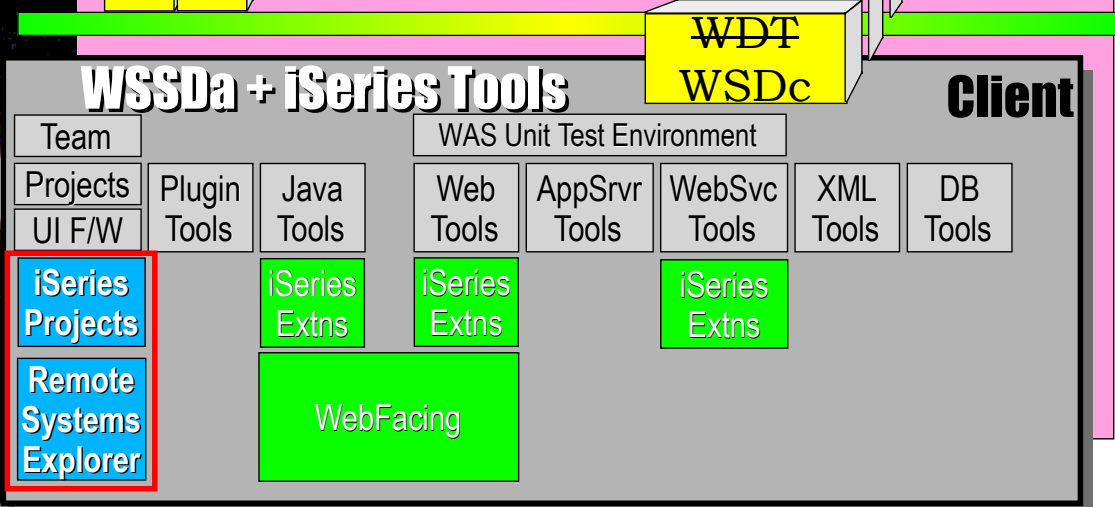 WDT
WSDc
WSSDa + iSeries Tools
Client
Team
WAS Unit Test Environment
Projects
UI F/W
Plugin
Tools
Java
Tools
Web
Tools
AppSrvr
Tools
WebSvc
Tools
XML
Tools
DB
Tools
iSeries
Projects
iSeries
Extns
iSeries
Extns
iSeries
Extns
Remote
Systems
Explorer
WebFacing